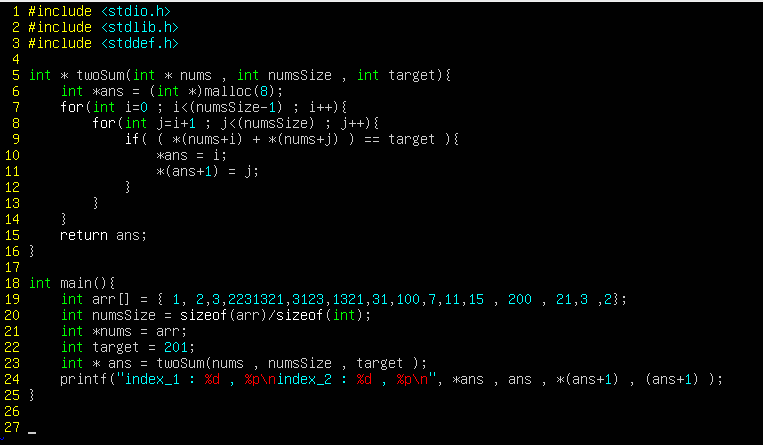 1 #include <stdio.h>
2 #include <stdlib.h>
3 #include <stddef.h>
4
5 int * twoSum(int * nums , int numsSize , int target){
6     int *ans = (int *)malloc(8);
7     for(int i=0 ; i<(numsSize-1) ; i++){
8         for(int j=i+1 ; j<(numsSize) ; j++){
9             if( ( *(nums+i) + *(nums+j) ) == target ){
10                 *ans = i;
11                 *(ans+1) = j;
12             }
13         }
14     }
15     return ans;
16 }
17
18 int main(){
19     int arr[] = { 1, 2,3,2231321,3123,1321,31,100,7,11,15 , 200 , 21,3 ,2};
20     int numsSize = sizeof(arr)/sizeof(int);
21     int *nums = arr;
22     int target = 201;
23     int * ans = twoSum(nums , numsSize , target );
24     printf("index_1 : %d , %p\nindex_2 : %d , %p\n", *ans , ans , *(ans+1) , (ans+1) );
25 }
26
27 _